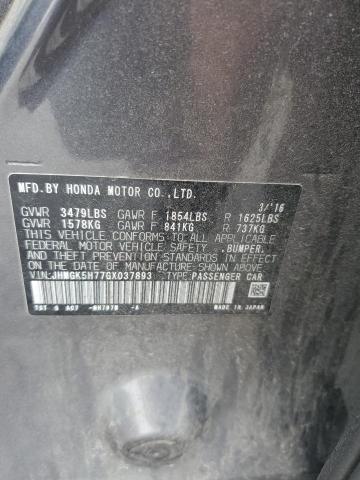 MFD.BY HONDA MOTOR CO.,LTD. 3/'16
GVWR 3479LBS GAWR F 1854LBS R 1625LBS
GVWR 1578KG GAWR F 841KG R 737KG
THIS VEHICLE CONFORMS TO ALL APPLICABLE
FEDERAL MOTOR VEHICLE SAFETY, BUMPER,
AND THEFT PREVENTION STANDARDS IN EFFECT
ON THE DATE OF MANUFACTURE SHOWN ABOVE.
VIN:JHMGK5H77GX037893 TYPE:PASSENGER CAR
MADE IN JAPAN